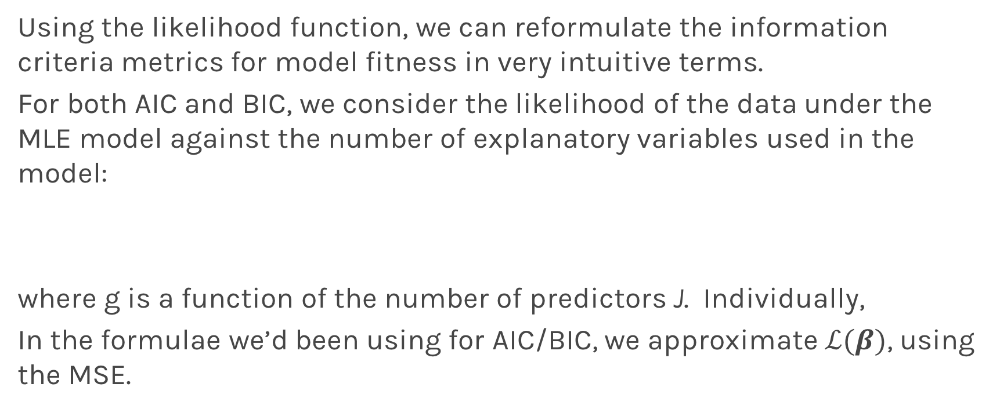 Using the likelihood function, we can reformulate the information
criteria metrics for model fitness in very intuitive terms.
For both AIC and BIC, we consider the likelihood of the data under the
MLE model against the number of explanatory variables used in the
model:
where g is a function of the number of predictors J.  Individually,
In the formulae we’d been using for AIC/BIC, we approximate ℒ(𝜷), using
the MSE.